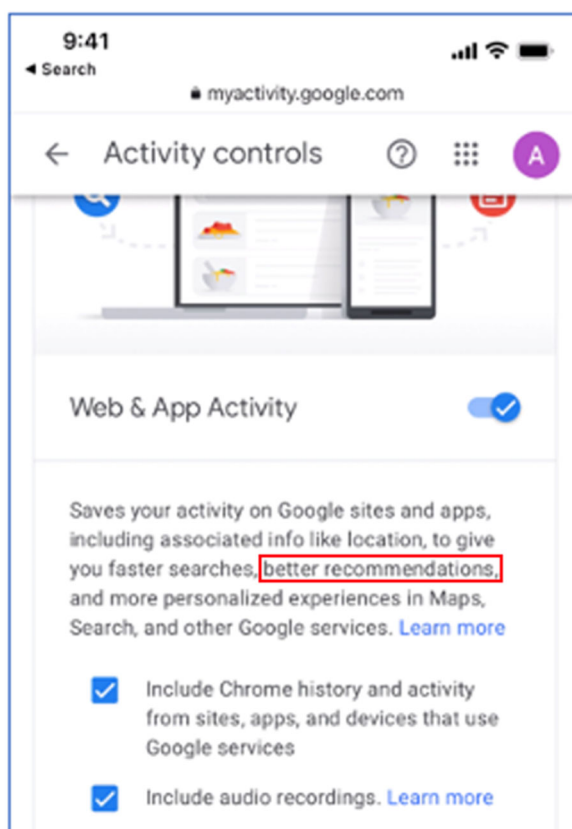 9:41
Search
myactivity.google.com
Activity controls
A
Web & App Activity
Saves your activity on Google sites and apps,
including associated info like location, to give
you faster searches, better recommendations,
and more personalized experiences in Maps,
Search, and other Google services. Learn more
Include Chrome history and activity
from sites, apps, and devices that use
Google services
Include audio recordings. Learn more